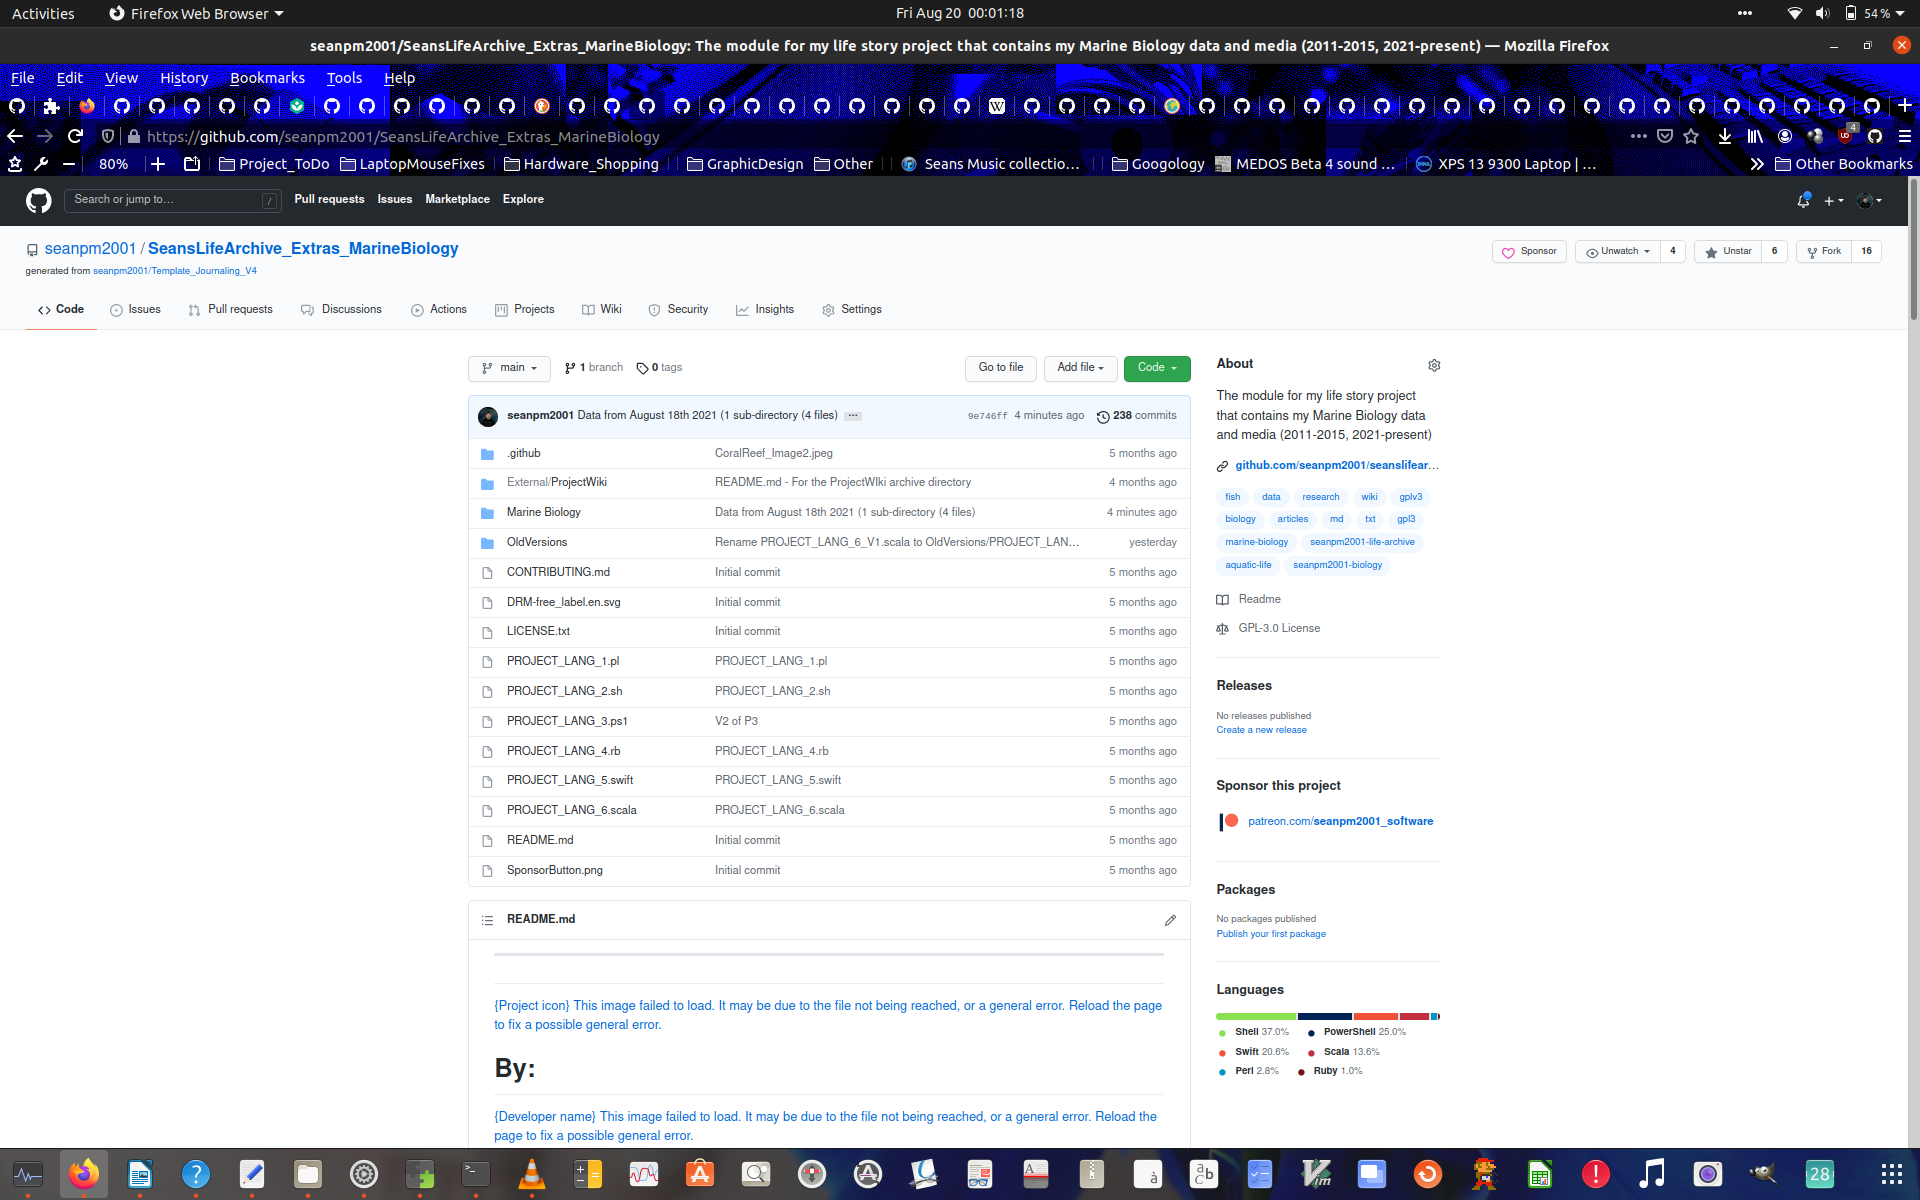 Activities
Firefox Web Browser
Fri Aug 20 00:01:18
54 %
seanpm2001/SeansLifeArchive_Extras_MarineBiology: The module for my life story project that contains my Marine Biology data and media (2011-2015, 2021-present) — Mozilla Firefox
File Edit View History Bookmarks Tools Help
https://github.com/seanpm2001/SeansLifeArchive_Extras_MarineBiology
4
80%
Project_ToDo LaptopMouseFixes Hardware_Shopping GraphicDesign Other Seans Music collectio… Googology MEDOS Beta 4 sound … XPS 13 9300 Laptop | … Other Bookmarks
Search or jump to… /
Pull requests Issues Marketplace Explore
seanpm2001 / SeansLifeArchive_Extras_MarineBiology
generated from seanpm2001/Template_Journaling_V4
Sponsor Unwatch 4 Unstar 6 Fork 16
Code Issues Pull requests Discussions Actions Projects Wiki Security Insights Settings
main 1 branch 0 tags Go to file Add file Code
seanpm2001 Data from August 18th 2021 (1 sub-directory (4 files) … 9e746ff 4 minutes ago 238 commits
.github CoralReef_Image2.jpeg 5 months ago
External/ProjectWiki README.md - For the ProjectWIki archive directory 4 months ago
Marine Biology Data from August 18th 2021 (1 sub-directory (4 files) 4 minutes ago
OldVersions Rename PROJECT_LANG_6_V1.scala to OldVersions/PROJECT_LAN… yesterday
CONTRIBUTING.md Initial commit 5 months ago
DRM-free_label.en.svg Initial commit 5 months ago
LICENSE.txt Initial commit 5 months ago
PROJECT_LANG_1.pl PROJECT_LANG_1.pl 5 months ago
PROJECT_LANG_2.sh PROJECT_LANG_2.sh 5 months ago
PROJECT_LANG_3.ps1 V2 of P3 5 months ago
PROJECT_LANG_4.rb PROJECT_LANG_4.rb 5 months ago
PROJECT_LANG_5.swift PROJECT_LANG_5.swift 5 months ago
PROJECT_LANG_6.scala PROJECT_LANG_6.scala 5 months ago
README.md Initial commit 5 months ago
SponsorButton.png Initial commit 5 months ago
README.md
{Project icon} This image failed to load. It may be due to the file not being reached, or a general error. Reload the page
to fix a possible general error.
By:
{Developer name} This image failed to load. It may be due to the file not being reached, or a general error. Reload the
page to fix a possible general error.
About
The module for my life story project
that contains my Marine Biology data
and media (2011-2015, 2021-present)
github.com/seanpm2001/seanslifear…
fish data research wiki gplv3
biology articles md txt gpl3
marine-biology seanpm2001-life-archive
aquatic-life seanpm2001-biology
Readme
GPL-3.0 License
Releases
No releases published
Create a new release
Sponsor this project
patreon.com/seanpm2001_software
Packages
No packages published
Publish your first package
Languages
Shell 37.0% PowerShell 25.0%
Swift 20.6% Scala 13.6%
Perl 2.8% Ruby 1.0%
28